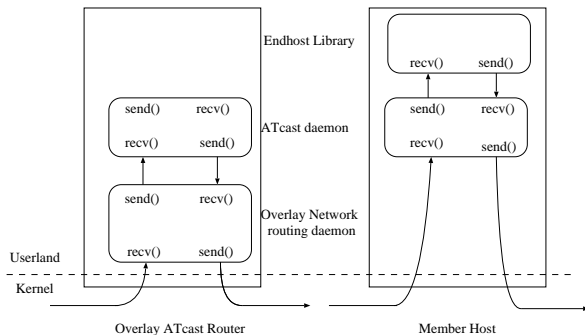 Endhost Library
recv() send()
send() recv()
ATcast daemon
recv() send()
send() recv()
recv()
send()
send() recv()
Overlay Network
routing daemon
recv() send()
Userland
Kernel
Overlay ATcast Router
Member Host